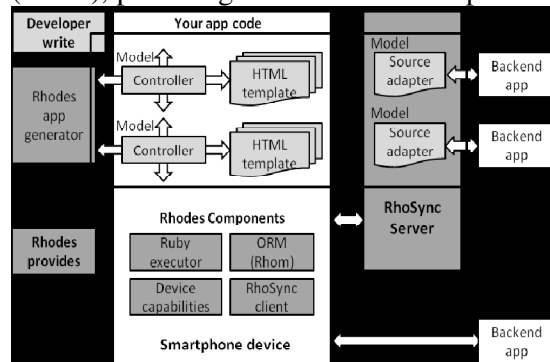 Developer
write
Your app code
Model
Controller
HTML
template
Model
Controller
HTML
template
Rhodes
app
generator
Model
Source
adapter
Backend
app
Model
Source
adapter
Backend
app
Rhodes
provides
Rhodes Components
Ruby
executor
ORM
(Rhom)
Device
capabilities
RhoSync
client
Smartphone device
RhoSync
Server
Backend
app